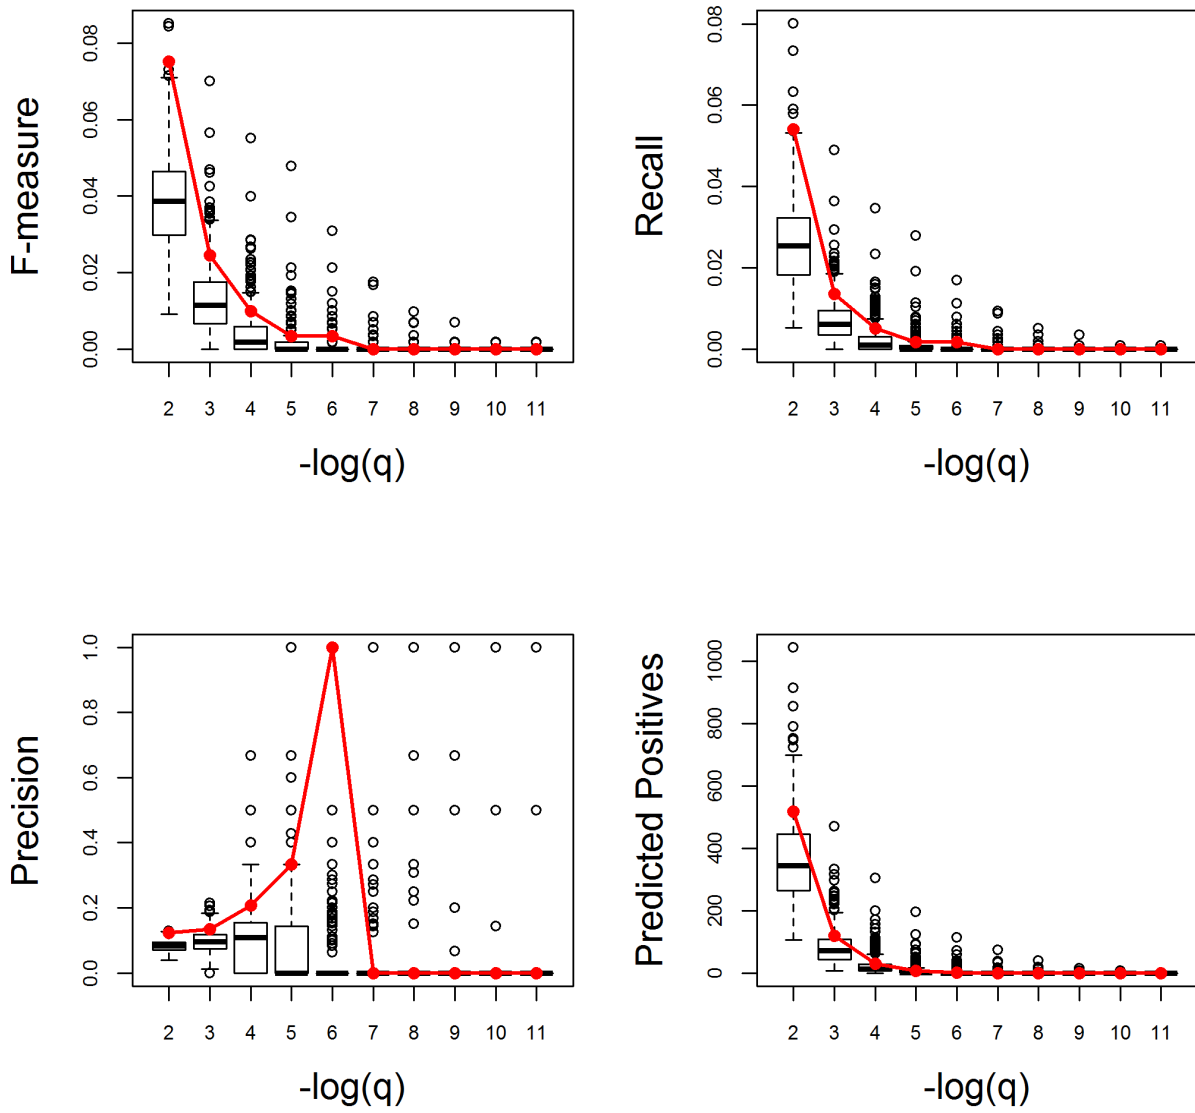 F-measure
0.00 0.02 0.04 0.06 0.08
2 3 4 5 6 7 8 9 10 11
-log(q)
Recall
0.00 0.02 0.04 0.06 0.08
2 3 4 5 6 7 8 9 10 11
-log(q)
Precision
0.0 0.2 0.4 0.6 0.8 1.0
2 3 4 5 6 7 8 9 10 11
-log(q)
Predicted Positives
0 200 400 600 800 1000
2 3 4 5 6 7 8 9 10 11
-log(q)